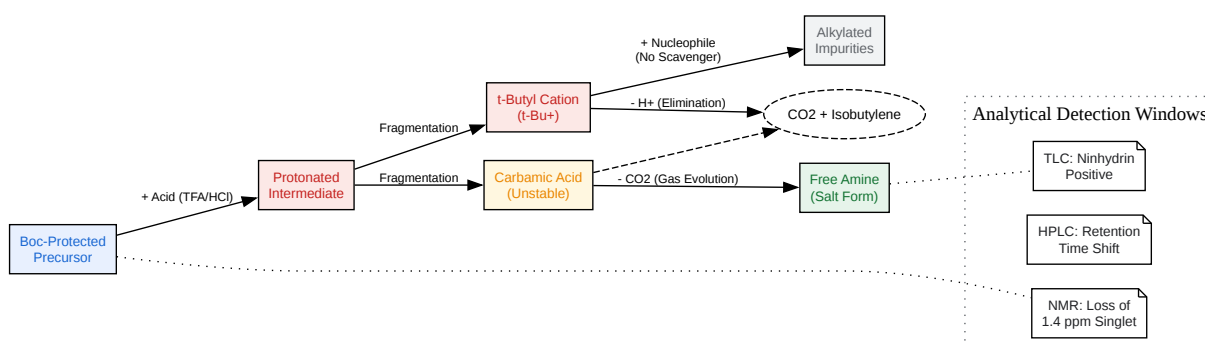 Alkylated
Impurities
+ Nucleophile
(No Scavenger)
t-Butyl Cation
(t-Bu+)
- H+ (Elimination)
CO2 + Isobutylene
Analytical Detection Windows
Fragmentation
TLC: Ninhydrin
Positive
Protonated
Intermediate
Fragmentation
Carbamic Acid
(Unstable)
- CO2 (Gas Evolution)
Free Amine
(Salt Form)
+ Acid (TFA/HCl)
HPLC: Retention
Time Shift
Boc-Protected
Precursor
NMR: Loss of
1.4 ppm Singlet